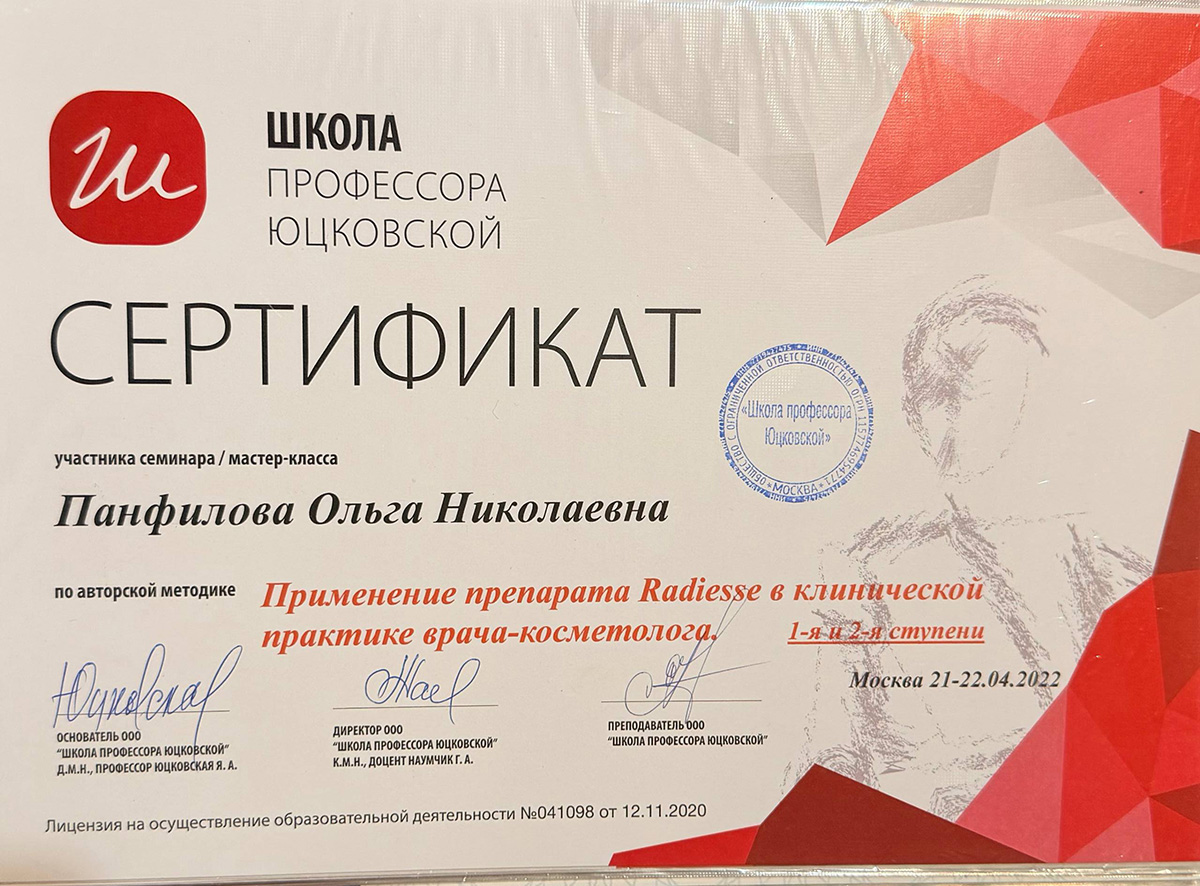 ШКОЛА
ПРОФЕССОРА
ЮЦКОВСКОЙ
СЕРТИФИКАТ
«Школа профессора
Юцковской»
ОБЩЕСТВО С ОГРАНИЧЕННОЙ ОТВЕТСТВЕННОСТЬЮ
* МОСКВА *
участника семинара / мастер-класса
Панфилова Ольга Николаевна
по авторской методике
Применение препарата Radiesse в клинической
практике врача-косметолога.
1-я и 2-я ступени
Москва 21-22.04.2022
ОСНОВАТЕЛЬ ООО
“ШКОЛА ПРОФЕССОРА ЮЦКОВСКОЙ”
Д.М.Н., ПРОФЕССОР ЮЦКОВСКАЯ Я. А.
ДИРЕКТОР ООО
“ШКОЛА ПРОФЕССОРА ЮЦКОВСКОЙ”
К.М.Н., ДОЦЕНТ НАУМЧИК Г. А.
ПРЕПОДАВАТЕЛЬ ООО
“ШКОЛА ПРОФЕССОРА ЮЦКОВСКОЙ”
Лицензия на осуществление образовательной деятельности №041098 от 12.11.2020